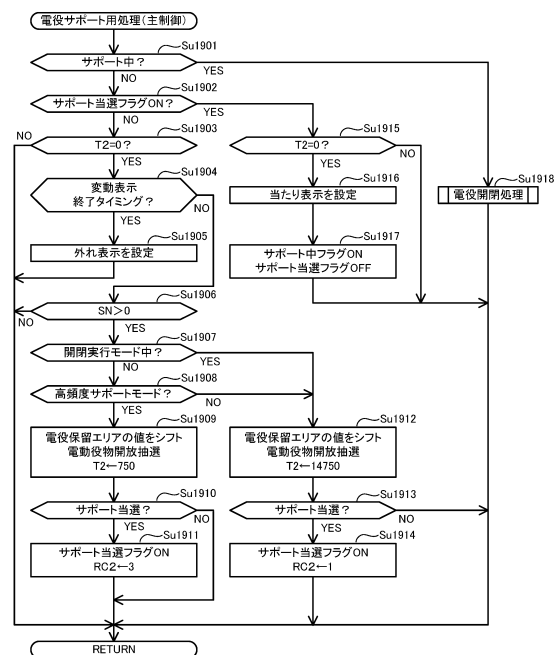 電役サポート用処理(主制御)
Su1901
サポート中?
YES
NO
Su1902
サポート当選フラグON?
YES
NO
Su1903
NO
T2=0?
YES
Su1904
変動表示
終了タイミング?
NO
YES
Su1905
外れ表示を設定
Su1915
T2=0?
NO
YES
Su1916
当たり表示を設定
Su1917
サポート中フラグON
サポート当選フラグOFF
Su1918
電役開閉処理
Su1906
SN>0
NO
YES
Su1907
開閉実行モード中?
YES
NO
Su1908
高頻度サポートモード?
NO
YES
Su1909
電役保留エリアの値をシフト
電動役物開放抽選
T2←750
Su1910
サポート当選?
NO
YES
Su1911
サポート当選フラグON
RC2←3
Su1912
電役保留エリアの値をシフト
電動役物開放抽選
T2←14750
Su1913
サポート当選?
NO
YES
Su1914
サポート当選フラグON
RC2←1
RETURN